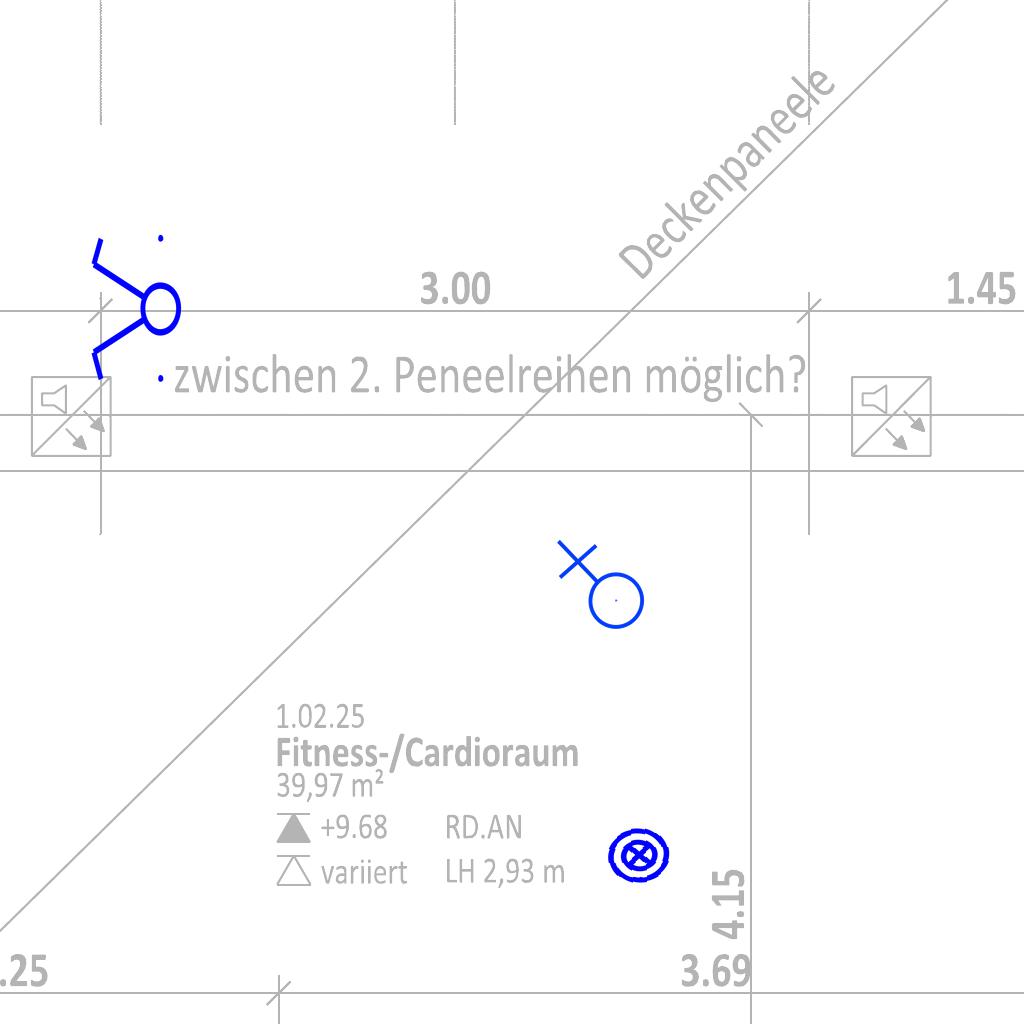 Deckenpaneele
3.00
1.45
zwischen 2. Peneelreihen möglich?
1.02.25
Fitness-/Cardioraum
39,97 m²
+9.68 RD.AN
variiert LH 2,93 m
4.15
.25
3.69